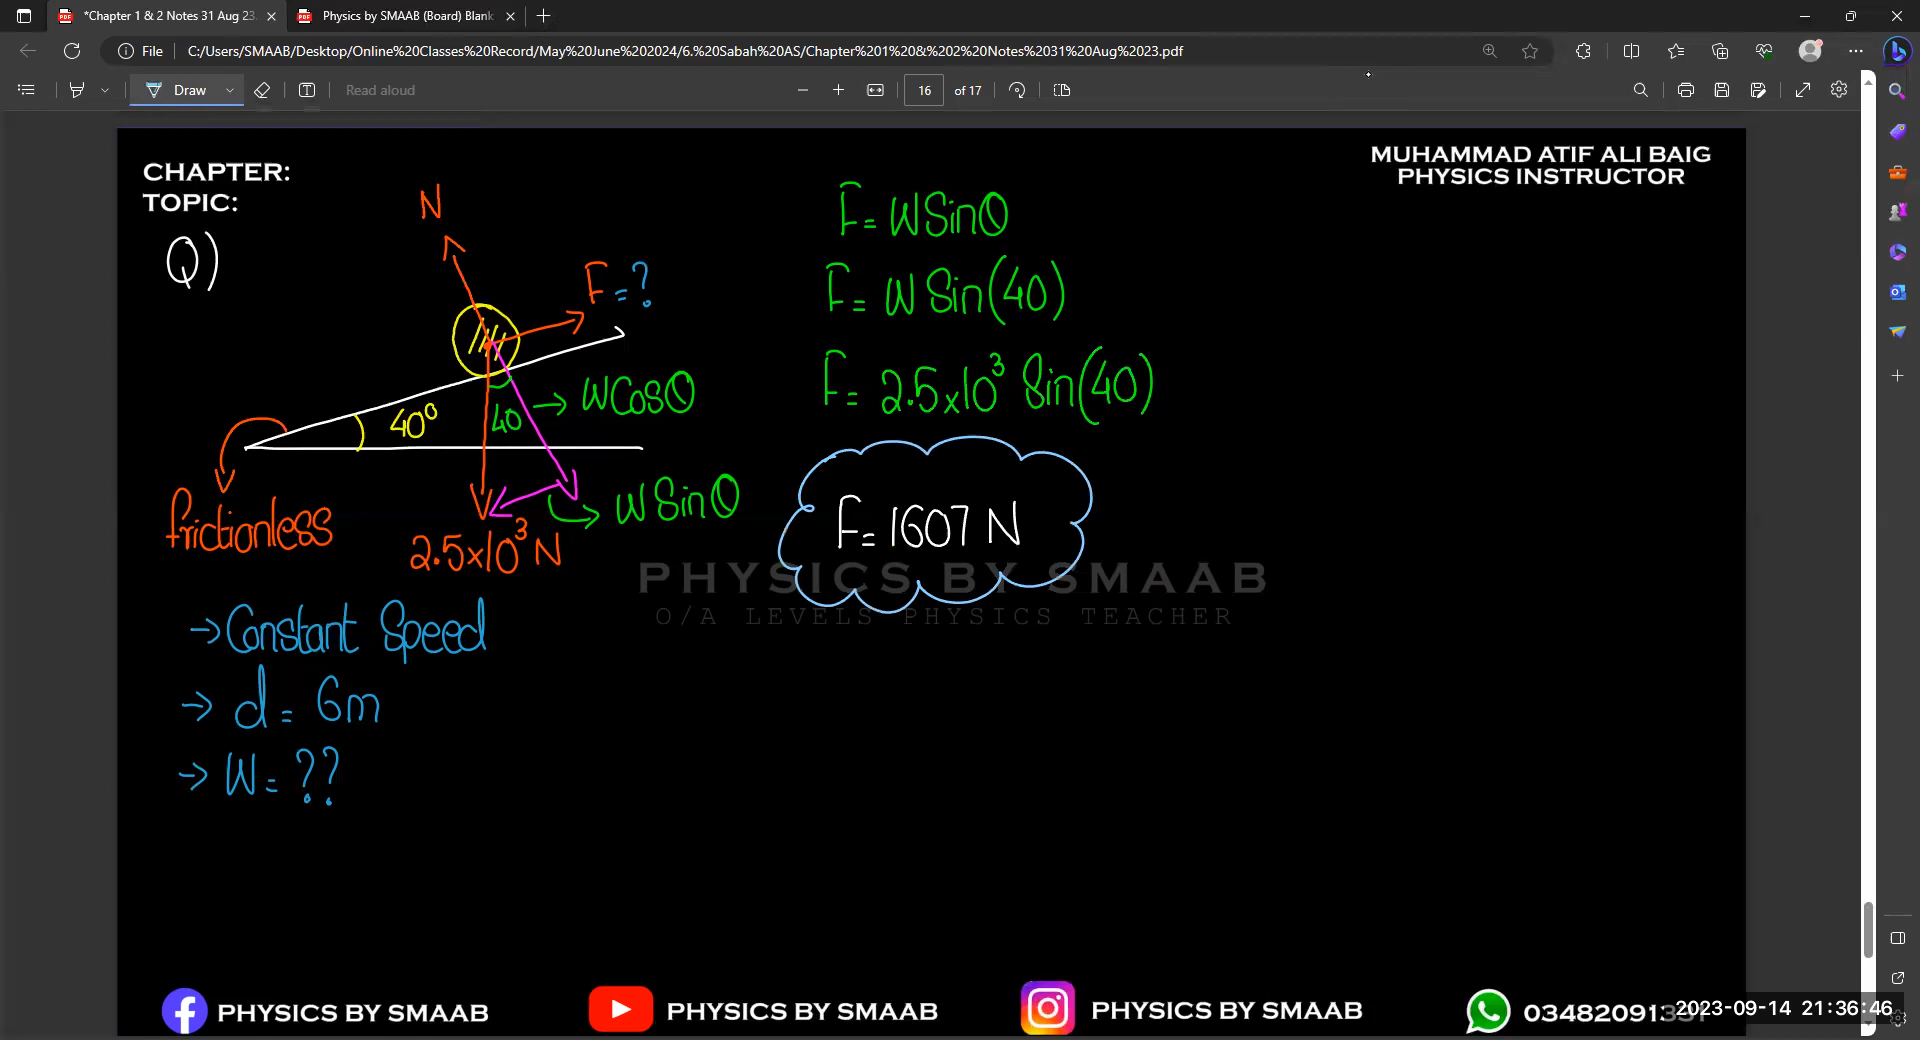 *Chapter 1 & 2 Notes 31 Aug 23.
Physics by SMAAB (Board) Blank
File
C:/Users/SMAAB/Desktop/Online%20Classes%20Record/May%20June%202024/6.%20Sabah%20AS/Chapter%201%20&%202%20Notes%2031%20Aug%2023.pdf
Draw
Read aloud
16 of 17
CHAPTER:
TOPIC:
MUHAMMAD ATIF ALI BAIG
PHYSICS INSTRUCTOR
Q)
N
F = ?
40°
40
→ WCosθ
WSinθ
frictionless
2.5x10³ N
→ Constant Speed
→ d = 6m
→ W = ??
F = WSinθ
F = W Sin(40)
F = 2.5x10³ Sin(40)
F = 1607 N
PHYSICS BY SMAAB
O/A LEVELS PHYSICS TEACHER
PHYSICS BY SMAAB
PHYSICS BY SMAAB
PHYSICS BY SMAAB
2023-09-14 21:36:46